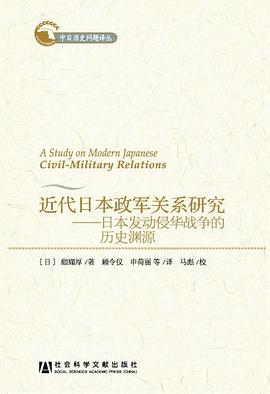 中日历史问题译丛
A Study on Modern Japanese
Civil-Military Relations
近代日本政军关系研究
——日本发动侵华战争的
历史渊源
〔日〕纐缬厚/著 顾令仪 申荷丽 等/译 马彪/校
社会科学文献出版社
SOCIAL SCIENCES ACADEMIC PRESS (CHINA)